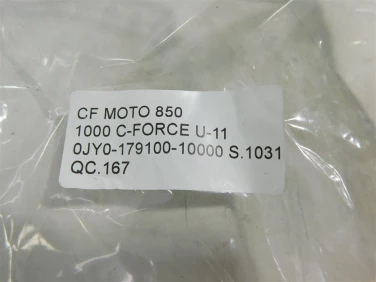 CF MOTO 850
1000 C-FORCE U-11
0JY0-179100-10000 S.1031
QC.167